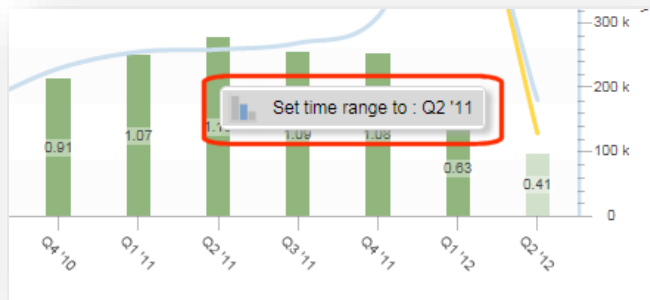 300 k
200 k
100 k
0
Set time range to : Q2 '11
0.91
1.07
1.09
1.08
0.63
0.41
Q4 '10
Q1 '11
Q2 '11
Q3 '11
Q4 '11
Q1 '12
Q2 '12